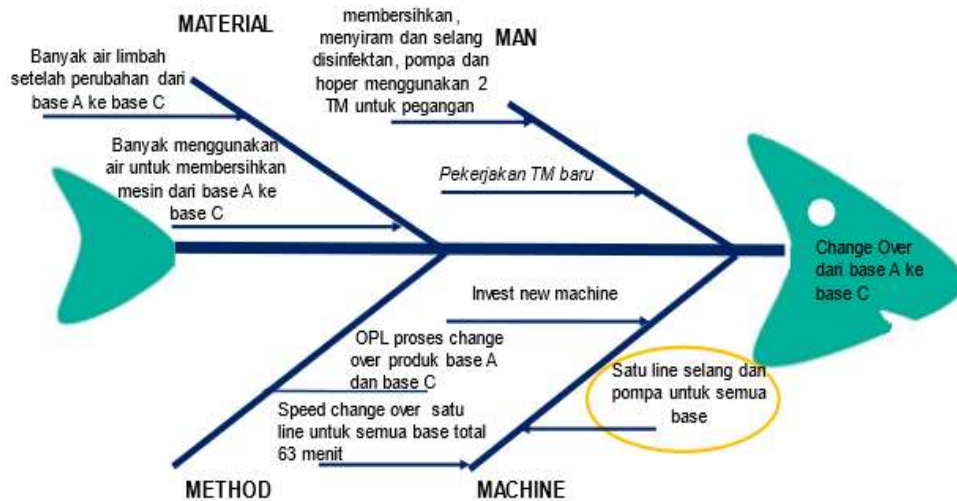 MATERIAL
Banyak air limbah
setelah perubahan dari
base A ke base C
Banyak menggunakan
air untuk membersihkan
mesin dari base A ke
base C
membersihkan ,
menyiram dan selang
disinfektan, pompa dan
hoper menggunakan 2
TM untuk pegangan
MAN
Pekerjakan TM baru
Change Over
dari base A ke
base C
Invest new machine
OPL proses change
over produk base A
dan base C
Satu line selang dan
pompa untuk semua
base
Speed change over satu
line untuk semua base total
63 menit
METHOD
MACHINE